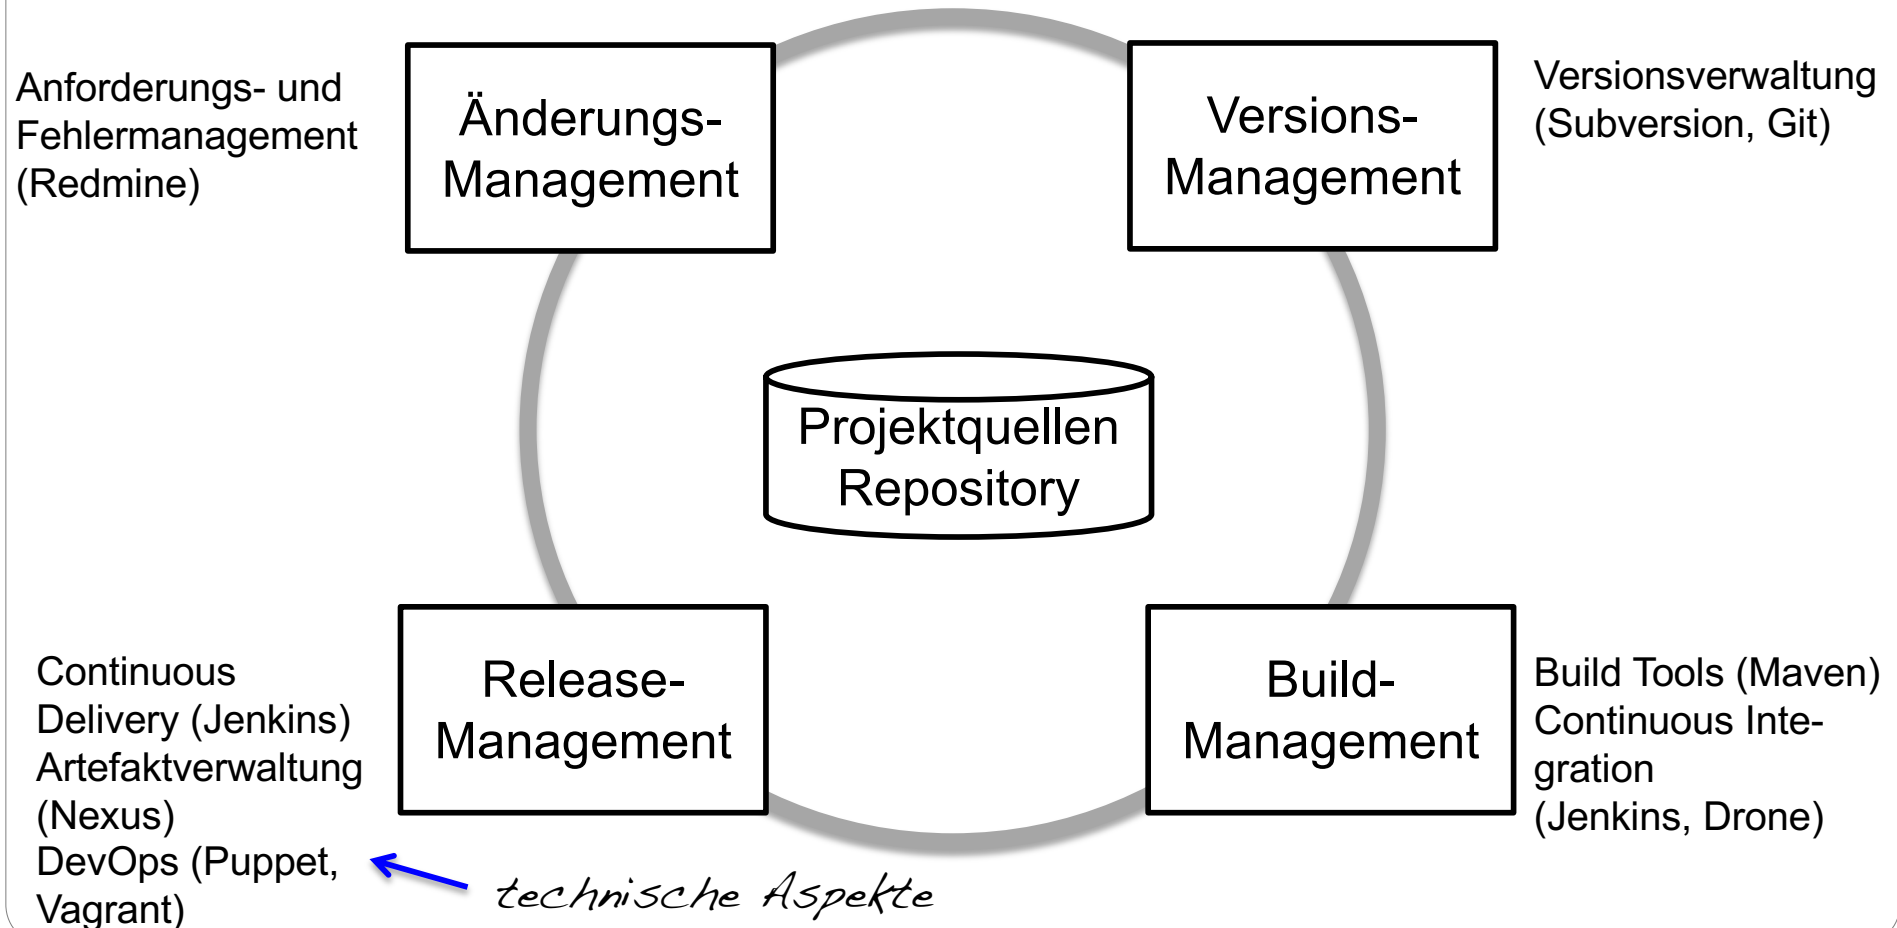 Anforderungs- und
Fehlermanagement
(Redmine)
Änderungs-
Management
Versions-
Management
Versionsverwaltung
(Subversion, Git)
Projektquellen
Repository
Continuous
Delivery (Jenkins)
Artefaktverwaltung
(Nexus)
DevOps (Puppet,
Vagrant)
Release-
Management
Build-
Management
Build Tools (Maven)
Continuous Inte-
gration
(Jenkins, Drone)
technische Aspekte